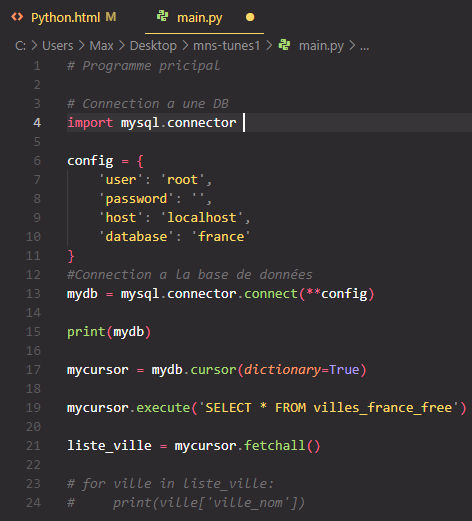 Python.html M main.py
C: > Users > Max > Desktop > mns-tunes1 > main.py > ...
1 # Programme pricipal
2
3 # Connection a une DB
4 import mysql.connector
5
6 config = {
7 'user': 'root',
8 'password': '',
9 'host': 'localhost',
10 'database': 'france'
11 }
12 #Connection a la base de données
13 mydb = mysql.connector.connect(**config)
14
15 print(mydb)
16
17 mycursor = mydb.cursor(dictionary=True)
18
19 mycursor.execute('SELECT * FROM villes_france_free')
20
21 liste_ville = mycursor.fetchall()
22
23 # for ville in liste_ville:
24 #     print(ville['ville_nom'])